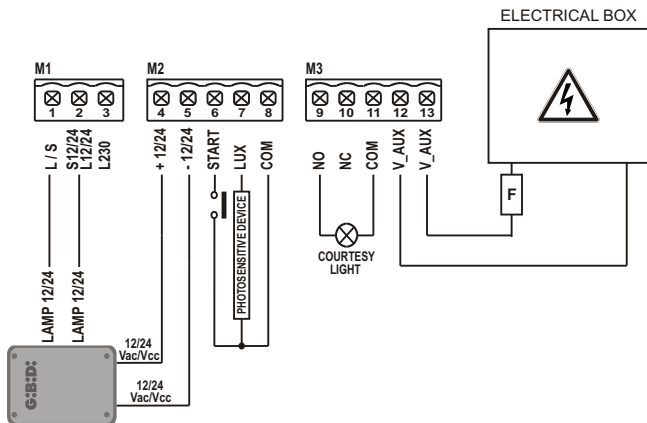 ELECTRICAL BOX
M1
M2
M3
1 2 3
4 5 6 7 8
9 10 11 12 13
L / S
S12/24
L12/24
L230
+ 12/24
- 12/24
START
LUX
COM
NO
NC
COM
V_AUX
V_AUX
F
PHOTOSENSITIVE DEVICE
COURTESY
LIGHT
LAMP 12/24
LAMP 12/24
12/24
Vac/Vcc
12/24
Vac/Vcc
GiBiDi